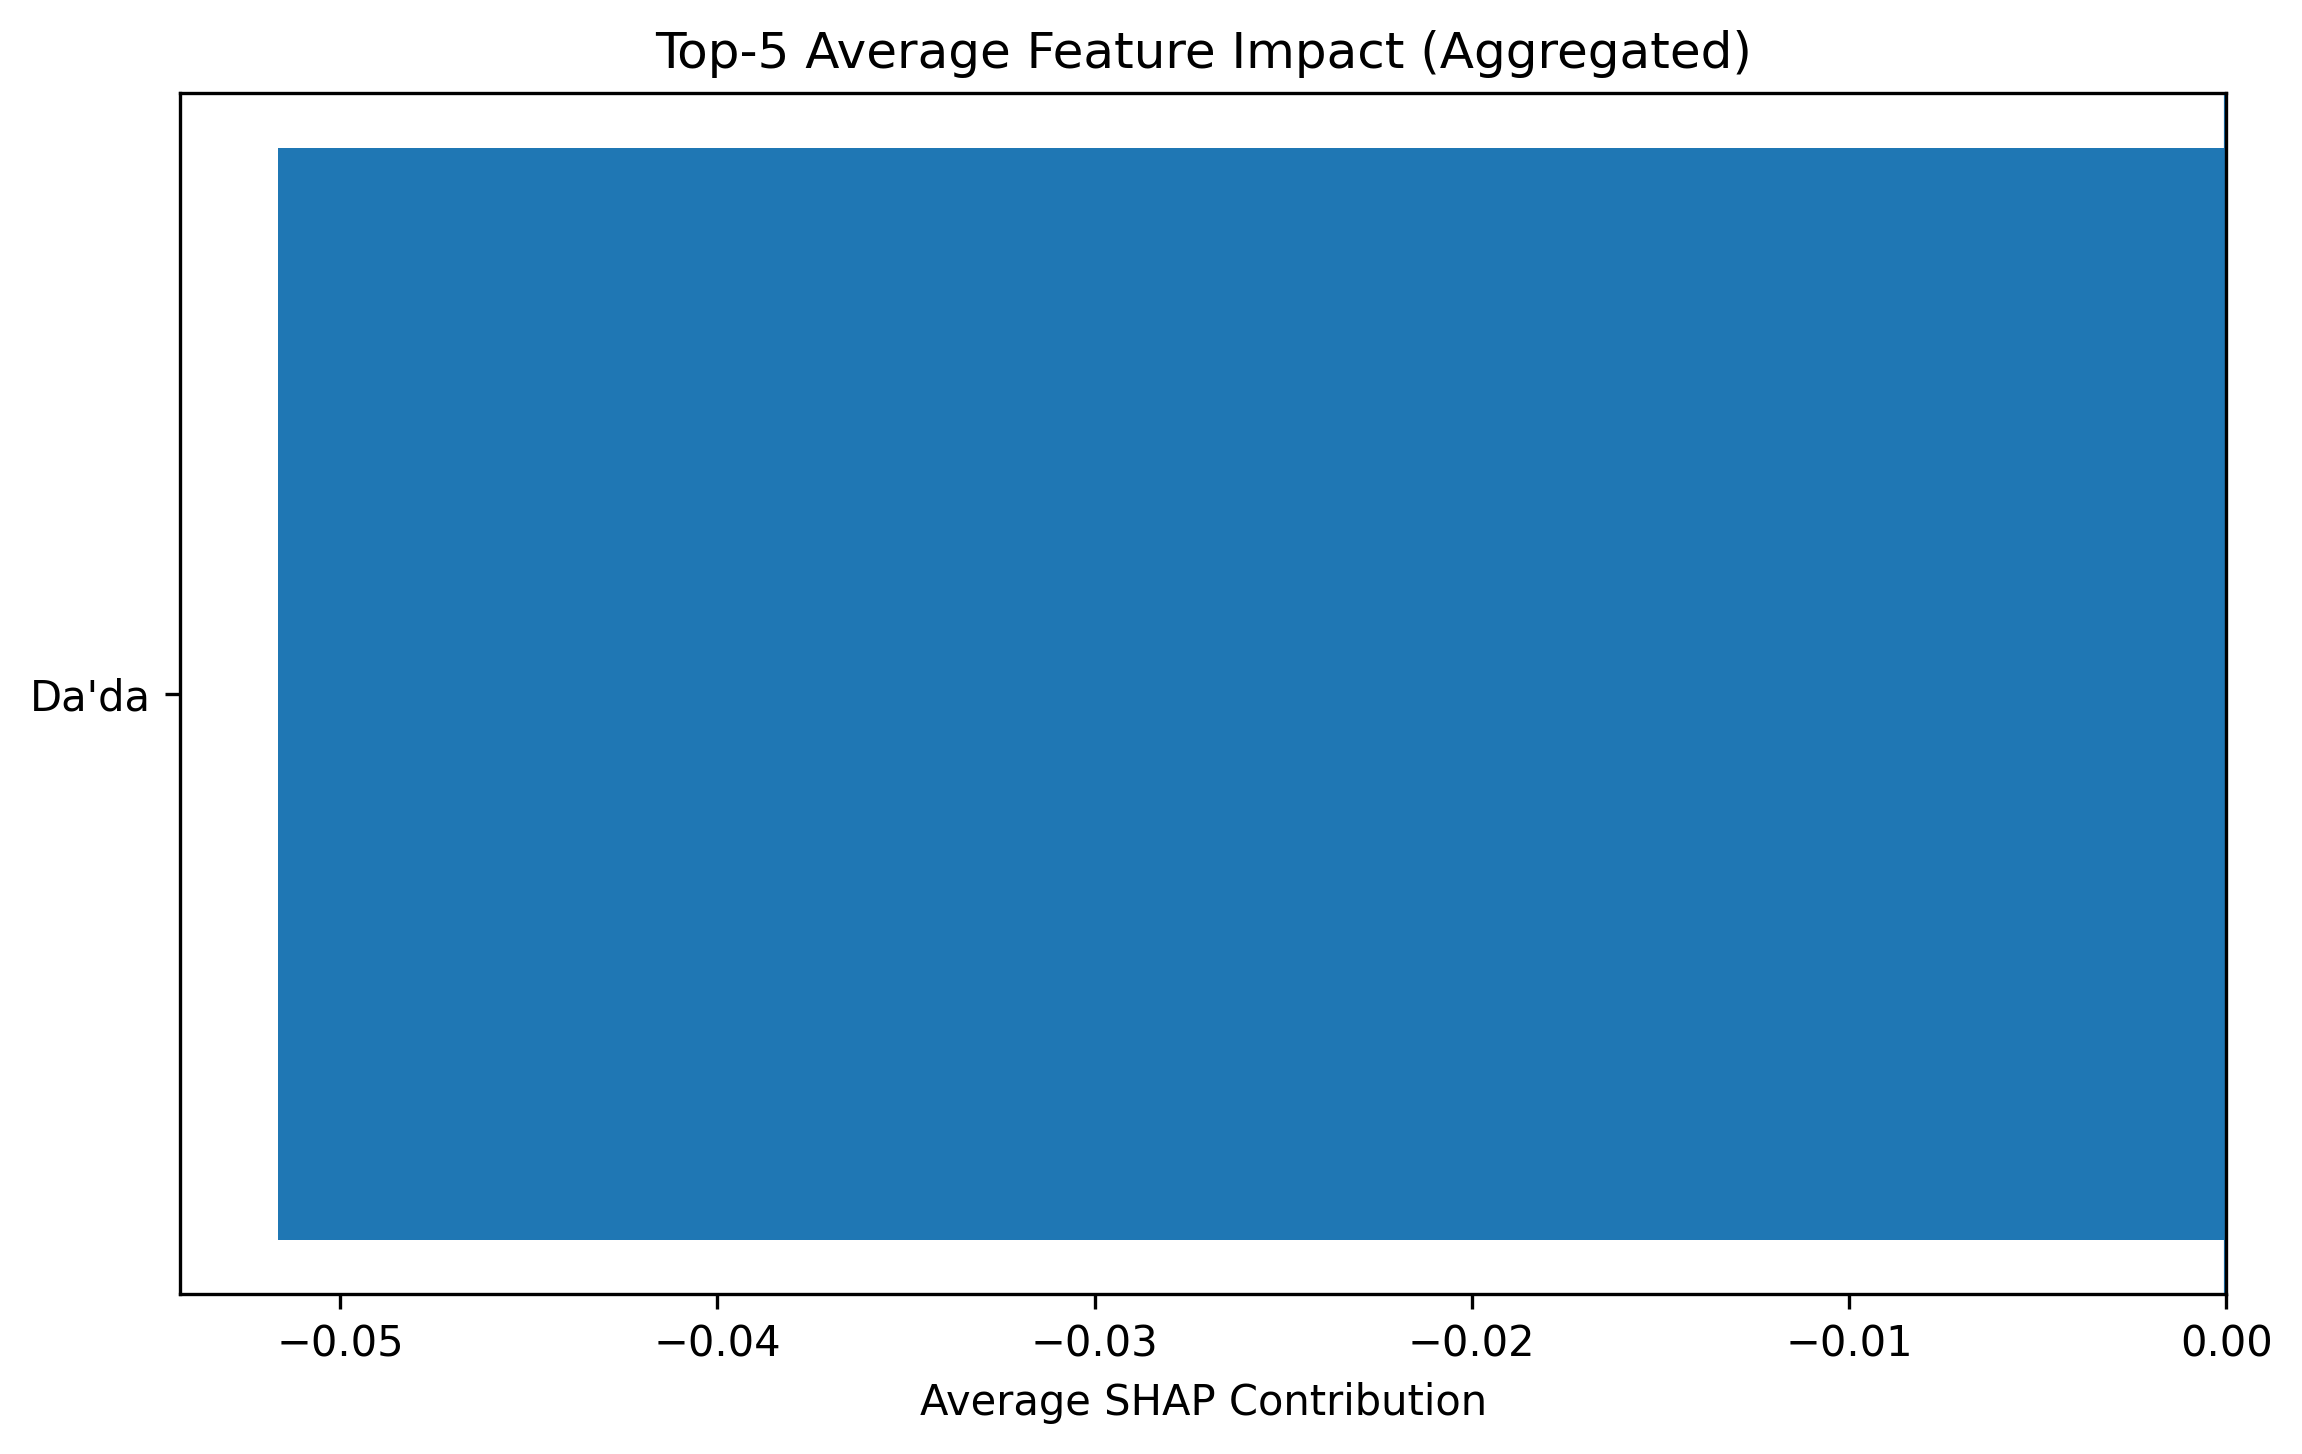 Top-5 Average Feature Impact (Aggregated)
Da'da
−0.05 −0.04 −0.03 −0.02 −0.01 0.00
Average SHAP Contribution